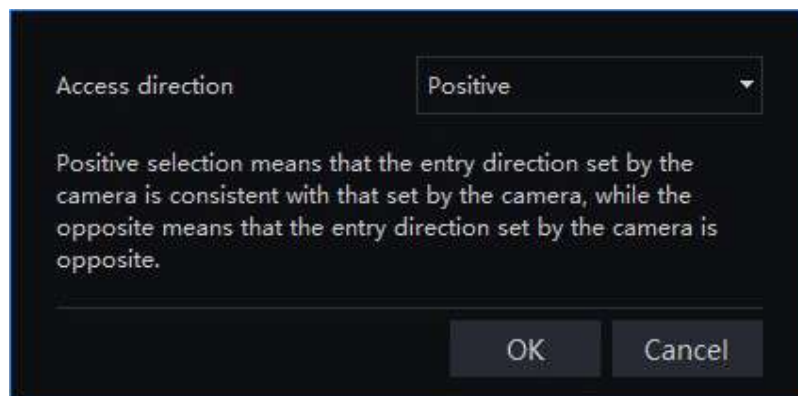 Access direction Positive
Positive selection means that the entry direction set by the
camera is consistent with that set by the camera, while the
opposite means that the entry direction set by the camera is
opposite.
OK Cancel